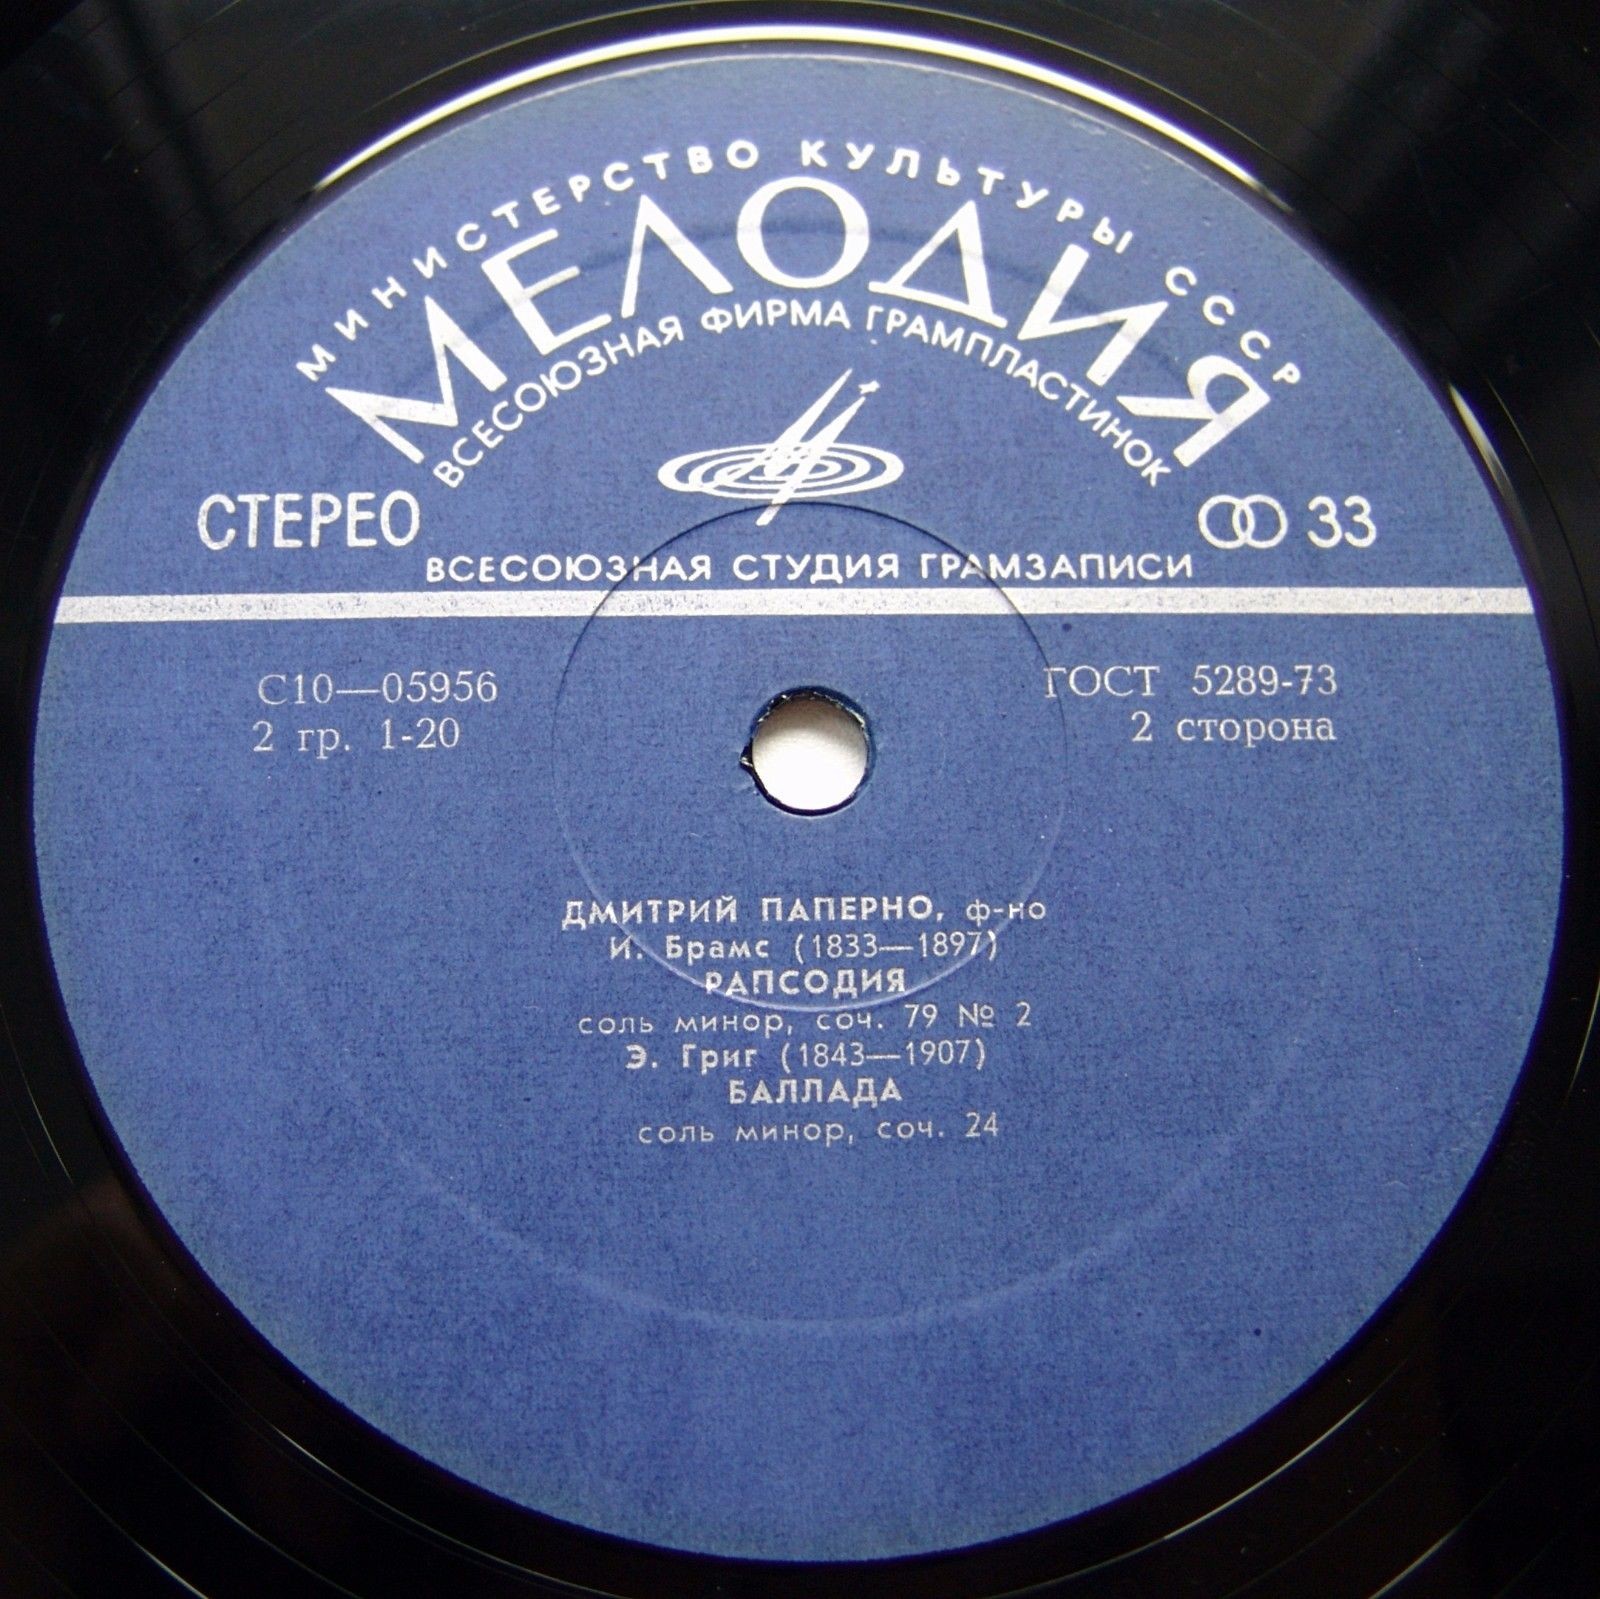 МИНИСТЕРСТВО КУЛЬТУРЫ СССР
МЕЛОДИЯ
ВСЕСОЮЗНАЯ ФИРМА ГРАМПЛАСТИНОК
СТЕРЕО
33
ВСЕСОЮЗНАЯ СТУДИЯ ГРАМЗАПИСИ
С10—05956
ГОСТ 5289-73
2 гр. 1-20
2 сторона
ДМИТРИЙ ПАПЕРНО, ф-но
И. Брамс (1833—1897)
РАПСОДИЯ
соль минор, соч. 79 № 2
Э. Григ (1843—1907)
БАЛЛАДА
соль минор, соч. 24